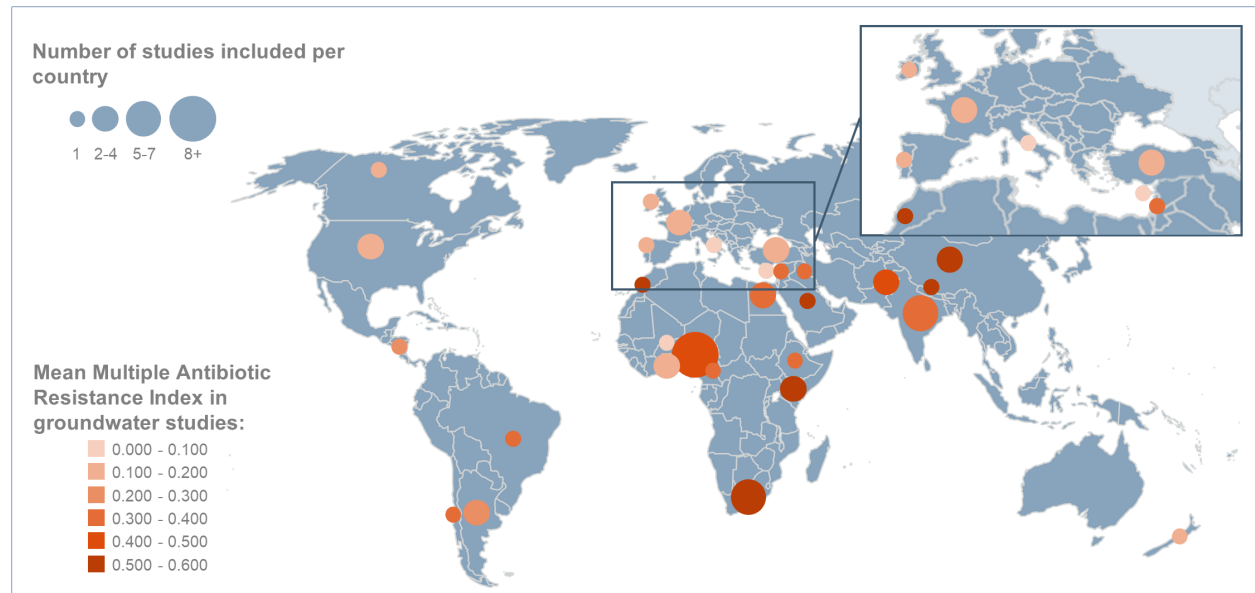 Number of studies included per
country
1 2-4 5-7 8+
Mean Multiple Antibiotic
Resistance Index in
groundwater studies:
0.000 - 0.100
0.100 - 0.200
0.200 - 0.300
0.300 - 0.400
0.400 - 0.500
0.500 - 0.600